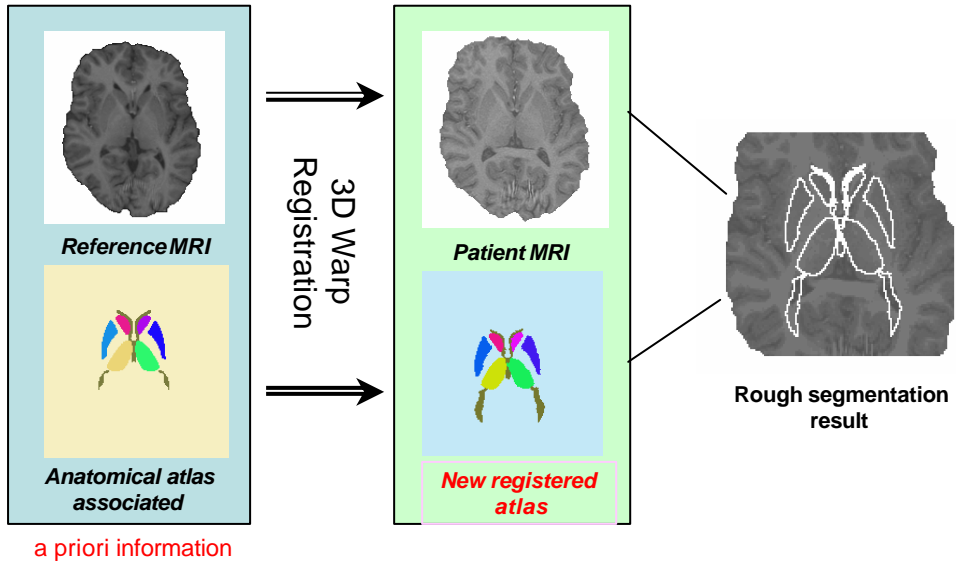 Reference MRI
Anatomical atlas
associated
a priori information
3D Warp
Registration
Patient MRI
New registered
atlas
Rough segmentation
result